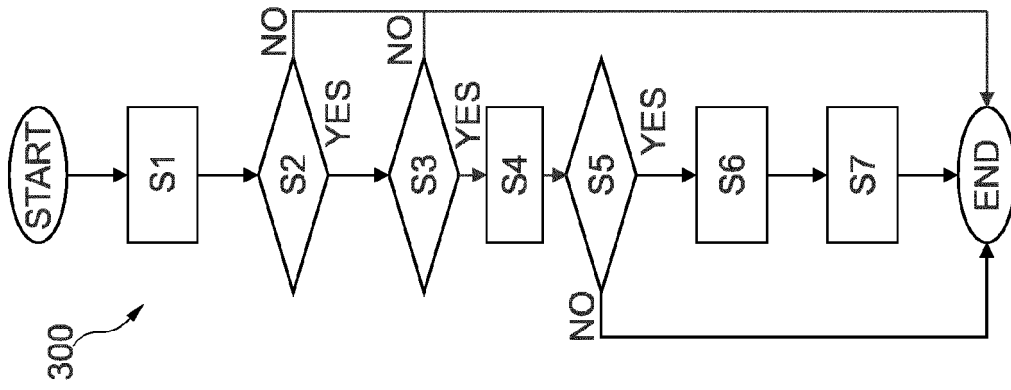 300
START
S1
S2
NO
YES
S3
NO
YES
S4
S5
NO
YES
S6
S7
END